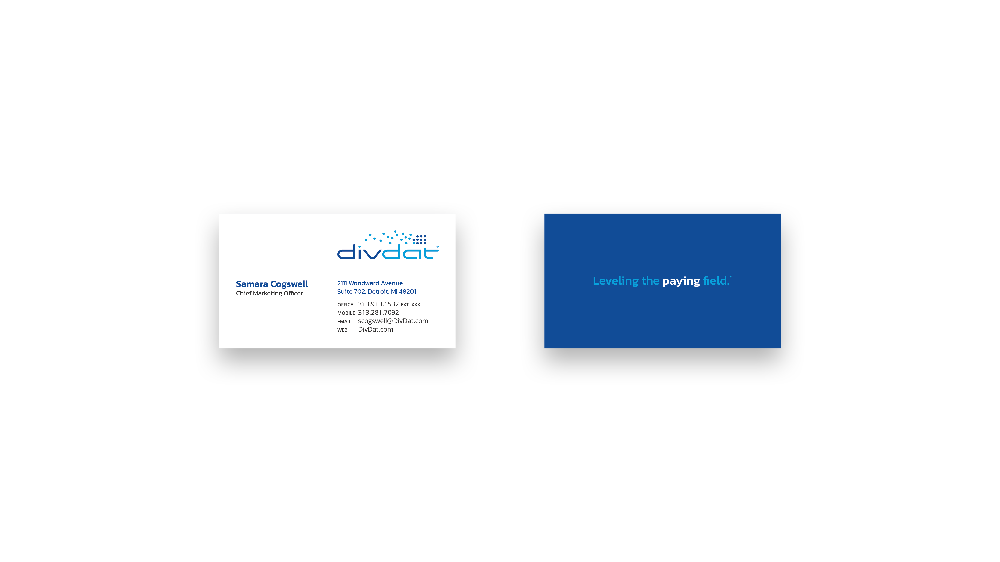 divdat®
Samara Cogswell
Chief Marketing Officer
2111 Woodward Avenue
Suite 702, Detroit, MI 48201
OFFICE 313.913.1532 EXT. XXX
MOBILE 313.281.7092
EMAIL scogswell@DivDat.com
WEB DivDat.com
Leveling the paying field.®